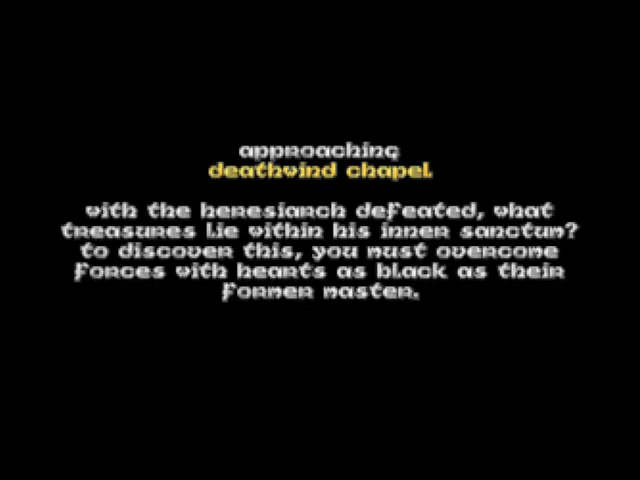 approaching
deathwind chapel.
with the heresiarch defeated, what
treasures lie within his inner sanctum?
to discover this, you must overcome
forces with hearts as black as their
former master.